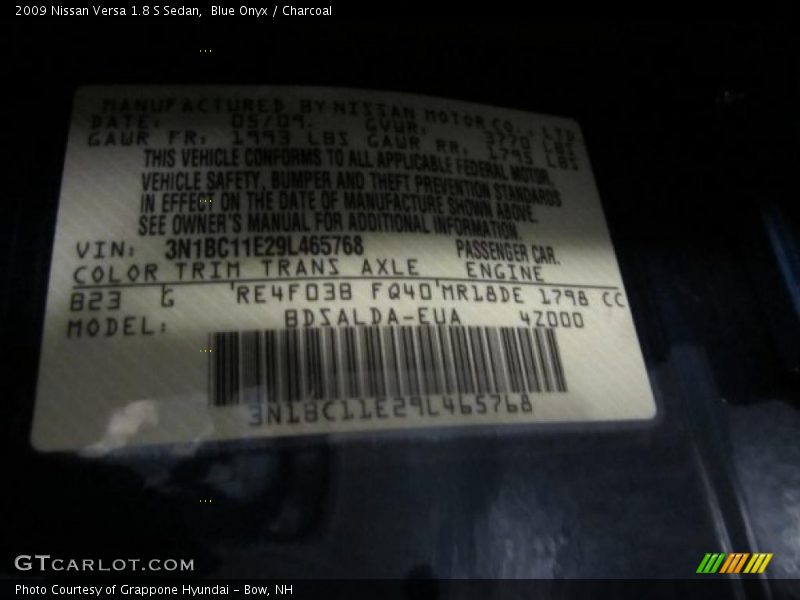 2009 Nissan Versa 1.8 S Sedan,  Blue Onyx / Charcoal
MANUFACTURED BY NISSAN MOTOR CO., LTD
DATE: 05/09. GVWR: 3770 LBS
GAWR FR: 1993 LBS GAWR RR: 1795 LBS
THIS VEHICLE CONFORMS TO ALL APPLICABLE FEDERAL MOTOR
VEHICLE SAFETY, BUMPER AND THEFT PREVENTION STANDARDS
IN EFFECT ON THE DATE OF MANUFACTURE SHOWN ABOVE.
SEE OWNER'S MANUAL FOR ADDITIONAL INFORMATION.
VIN: 3N1BC11E29L465768 PASSENGER CAR.
COLOR TRIM TRANS AXLE ENGINE
B23 G RE4F03B FQ40 MR18DE 1798 CC
MODEL: BDSALDA-EUA 4Z000
3N1BC11E29L465768
GTCARLOT.COM
Photo Courtesy of Grappone Hyundai - Bow, NH